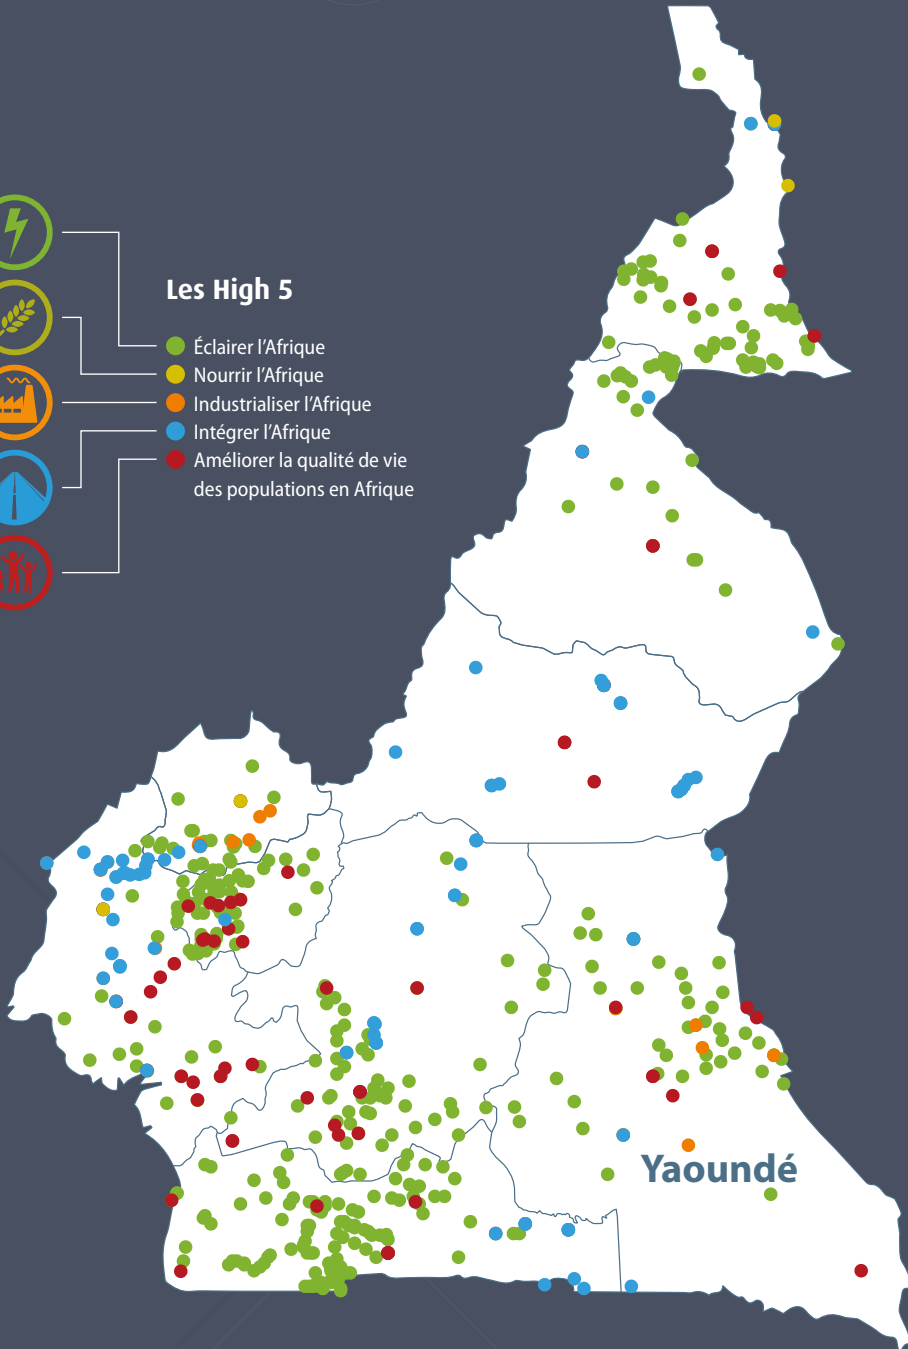 Les High 5
Éclairer l'Afrique
Nourrir l'Afrique
Industrialiser l'Afrique
Intégrer l'Afrique
Améliorer la qualité de vie
des populations en Afrique
Yaoundé